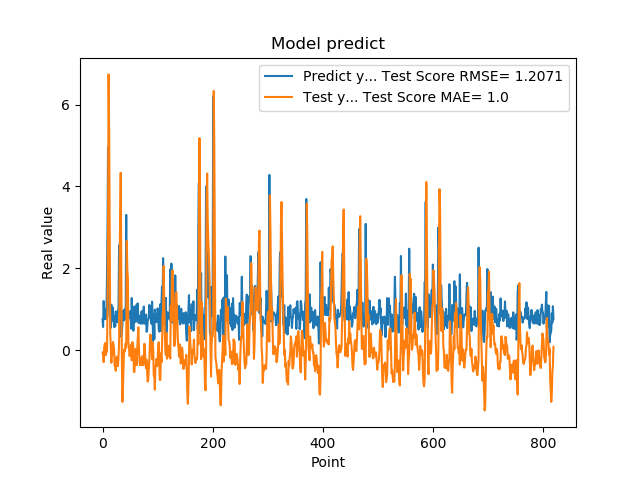 Model predict
Predict y... Test Score RMSE= 1.2071
Test y... Test Score MAE= 1.0
6
4
2
0
Real value
0 200 400 600 800
Point